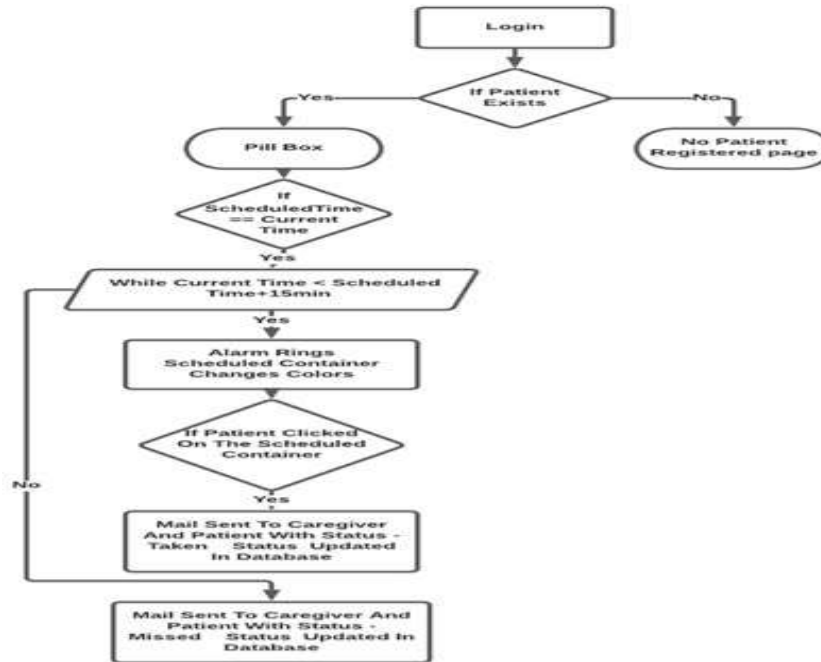 Login
If Patient
Exists
Yes
No
Pill Box
No Patient
Registered page
If
ScheduledTime
== Current
Time
Yes
While Current Time < Scheduled
Time+15min
Yes
Alarm Rings
Scheduled Container
Changes Colors
If Patient Clicked
On The Scheduled
Container
No
Yes
Mail Sent To Caregiver
And Patient With Status -
Taken Status Updated
In Database
Mail Sent To Caregiver And
Patient With Status -
Missed Status Updated In
Database